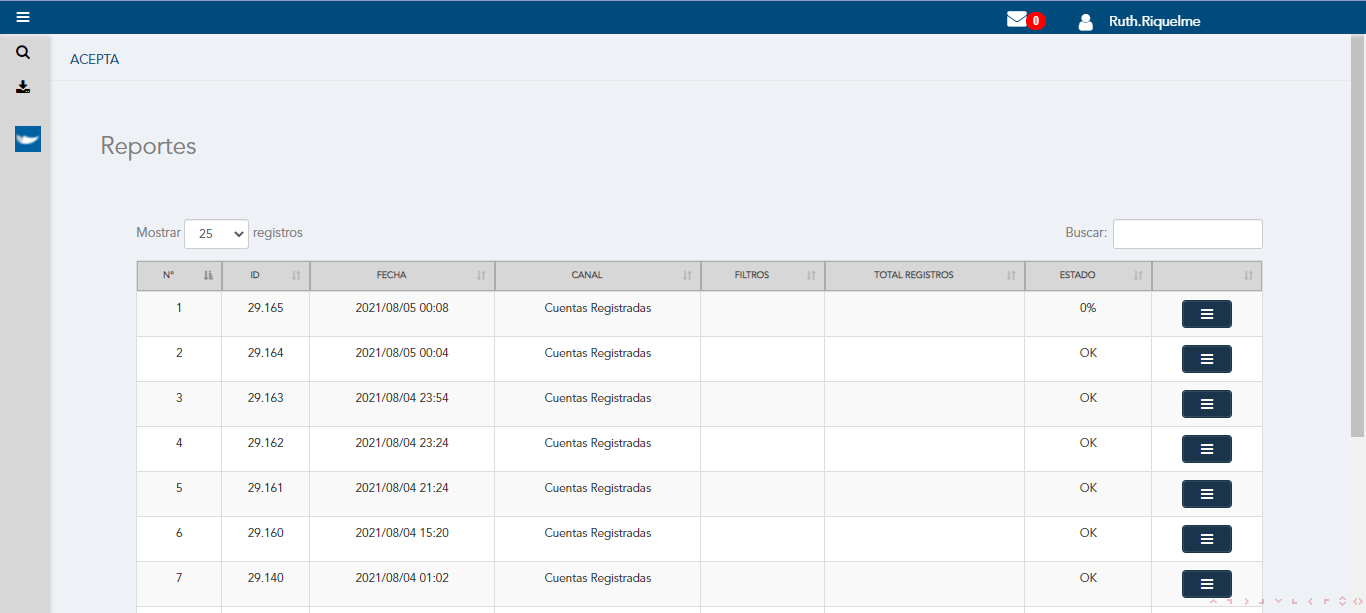 0 Ruth.Riquelme
ACEPTA
Reportes
Mostrar 25 registros Buscar:
Nº ID FECHA CANAL FILTROS TOTAL REGISTROS ESTADO
1 29.165 2021/08/05 00:08 Cuentas Registradas 0%
2 29.164 2021/08/05 00:04 Cuentas Registradas OK
3 29.163 2021/08/04 23:54 Cuentas Registradas OK
4 29.162 2021/08/04 23:24 Cuentas Registradas OK
5 29.161 2021/08/04 21:24 Cuentas Registradas OK
6 29.160 2021/08/04 15:20 Cuentas Registradas OK
7 29.140 2021/08/04 01:02 Cuentas Registradas OK